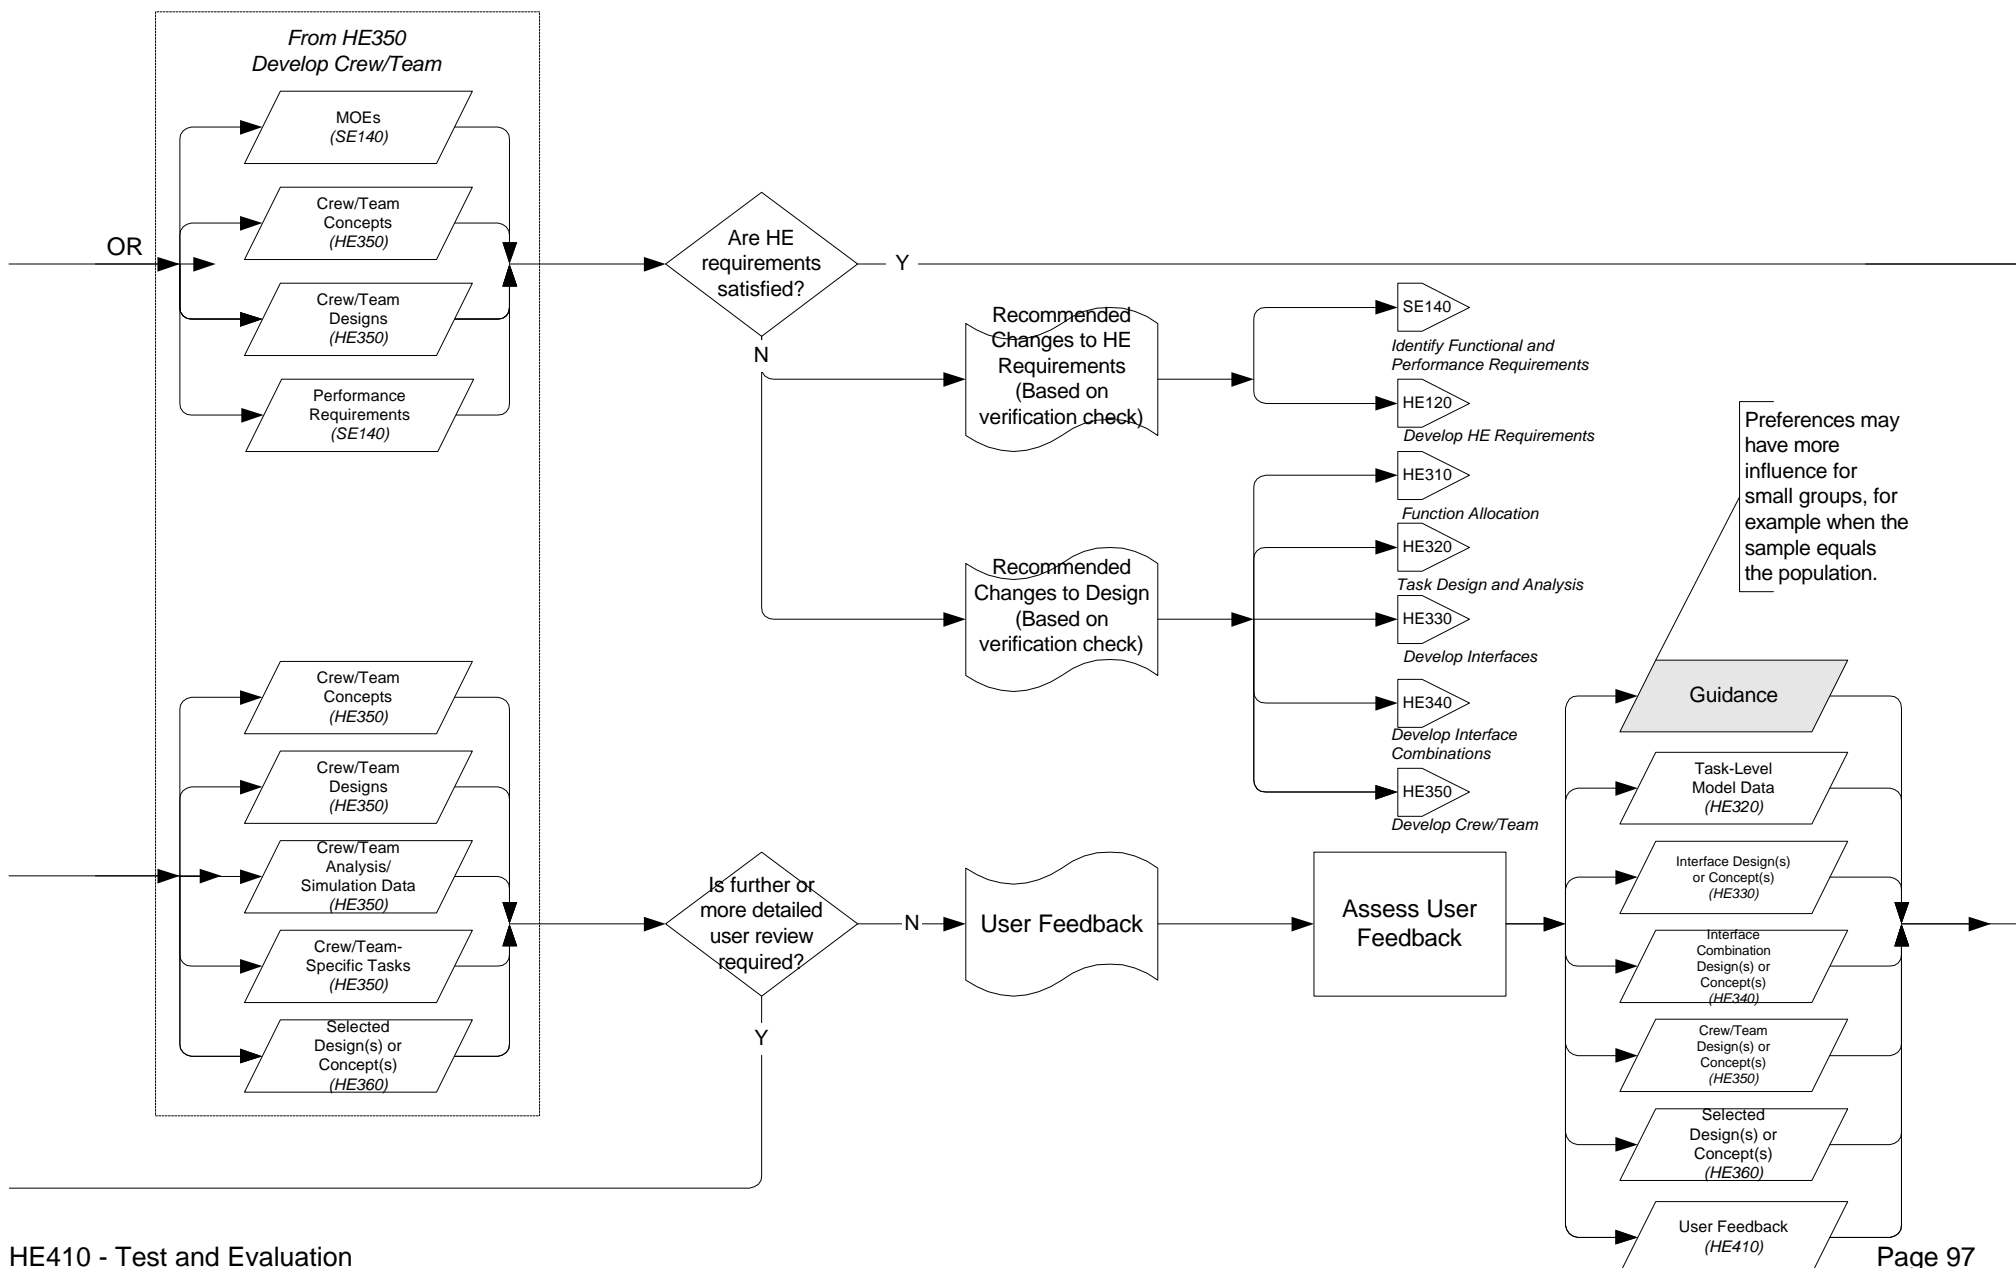 From HE350
Develop Crew/Team
MOEs
(SE140)
Crew/Team
Concepts
(HE350)
OR
Crew/Team
Designs
(HE350)
Performance
Requirements
(SE140)
Are HE
requirements
satisfied?
Y
N
Recommended
Changes to HE
Requirements
(Based on
verification check)
SE140
Identify Functional and
Performance Requirements
HE120
Develop HE Requirements
Recommended
Changes to Design
(Based on
verification check)
HE310
Function Allocation
HE320
Task Design and Analysis
HE330
Develop Interfaces
HE340
Develop Interface
Combinations
HE350
Develop Crew/Team
Preferences may
have more
influence for
small groups, for
example when the
sample equals
the population.
Crew/Team
Concepts
(HE350)
Crew/Team
Designs
(HE350)
Crew/Team
Analysis/
Simulation Data
(HE350)
Crew/Team-
Specific Tasks
(HE350)
Selected
Design(s) or
Concept(s)
(HE360)
Is further or
more detailed
user review
required?
N
Y
User Feedback
Assess User
Feedback
Guidance
Task-Level
Model Data
(HE320)
Interface Design(s)
or Concept(s)
(HE330)
Interface
Combination
Design(s) or
Concept(s)
(HE340)
Crew/Team
Design(s) or
Concept(s)
(HE350)
Selected
Design(s) or
Concept(s)
(HE360)
User Feedback
(HE410)
HE410 - Test and Evaluation
Page 97